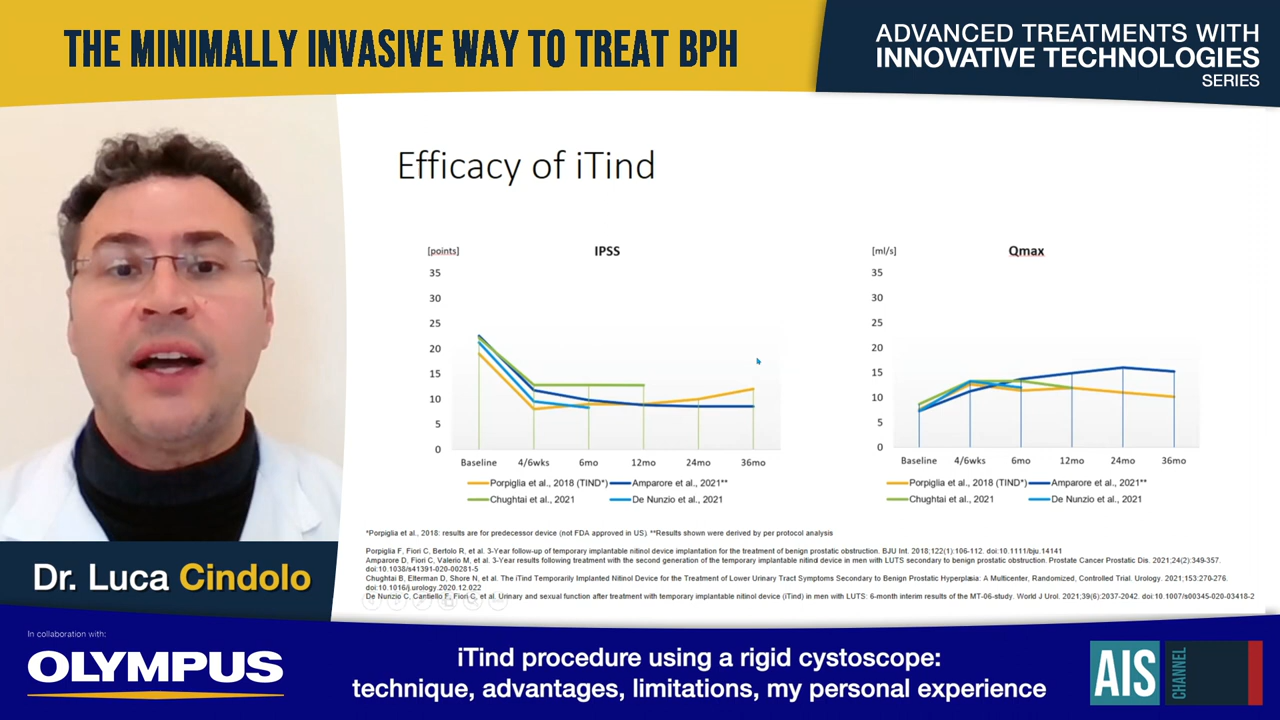 THE MINIMALLY INVASIVE WAY TO TREAT BPH
ADVANCED TREATMENTS WITH
INNOVATIVE TECHNOLOGIES
SERIES
Efficacy of iTind
[points]
IPSS
35
30
25
20
15
10
5
0
Baseline 4/6wks 6mo 12mo 24mo 36mo
Porpiglia et al., 2018 (TIND*) Amparore et al., 2021**
Chughtai et al., 2021 De Nunzio et al., 2021
[ml/s]
Qmax
35
30
25
20
15
10
5
0
Baseline 4/6wks 6mo 12mo 24mo 36mo
Porpiglia et al., 2018 (TIND*) Amparore et al., 2021**
Chughtai et al., 2021 De Nunzio et al., 2021
*Porpiglia et al., 2018: results are for predecessor device (not FDA approved in US) **Results shown were derived by per protocol analysis
Porpiglia F, Fiori C, Bertolo R, et al. 3-Year follow-up of temporary implantable nitinol device implantation for the treatment of benign prostatic obstruction. BJU Int. 2018;122(1):106-112. doi:10.1111/bju.14141
Amparore D, Fiori C, Valerio M, et al. 3-Year results following treatment with the second generation of the temporary implantable nitinol device in men with LUTS secondary to benign prostatic obstruction. Prostate Cancer Prostatic Dis. 2021;24(2):349-357.
doi:10.1038/s41391-020-00281-5
Chughtai B, Elterman D, Shore N, et al. The iTind Temporarily Implanted Nitinol Device for the Treatment of Lower Urinary Tract Symptoms Secondary to Benign Prostatic Hyperplasia: A Multicenter, Randomized, Controlled Trial. Urology. 2021;153:270-276.
doi:10.1016/j.urology.2020.12.022
De Nunzio C, Cantiello F, Fiori C, et al. Urinary and sexual function after treatment with temporary implantable nitinol device (iTind) in men with LUTS: 6-month interim results of the MT-06-study. World J Urol. 2021;39(6):2037-2042. doi:10.1007/s00345-020-03418-2
Dr. Luca Cindolo
In collaboration with:
OLYMPUS
iTind procedure using a rigid cystoscope:
technique, advantages, limitations, my personal experience
AIS
CHANNEL